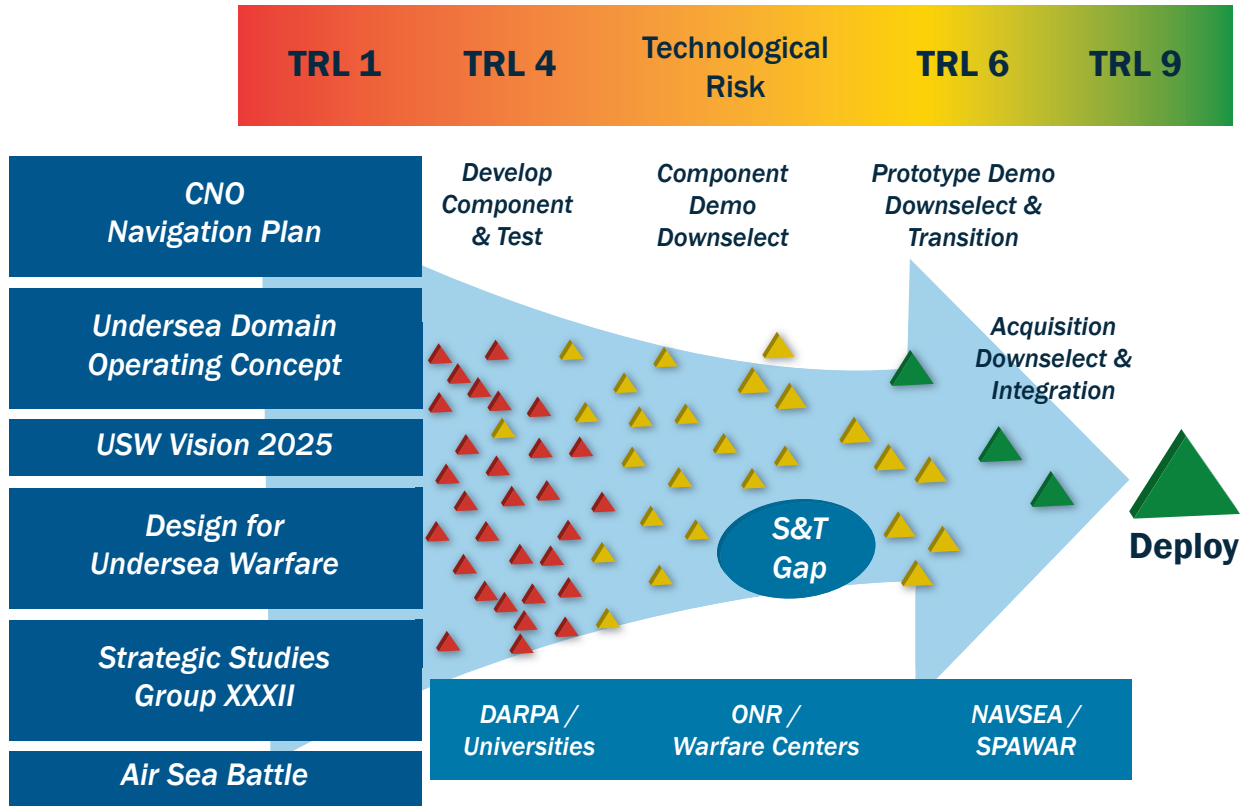 TRL 1
TRL 4
Technological
Risk
TRL 6
TRL 9
CNO
Navigation Plan
Undersea Domain
Operating Concept
USW Vision 2025
Design for
Undersea Warfare
Strategic Studies
Group XXXII
Air Sea Battle
Develop
Component
& Test
Component
Demo
Downselect
Prototype Demo
Downselect &
Transition
Acquisition
Downselect &
Integration
S&T
Gap
Deploy
DARPA /
Universities
ONR /
Warfare Centers
NAVSEA /
SPAWAR